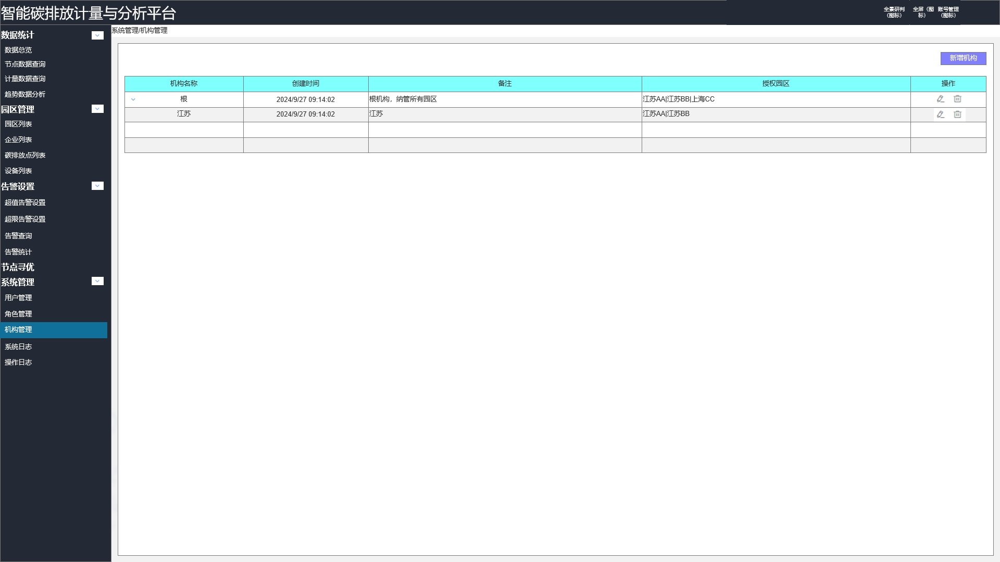 智能碳排放计量与分析平台
全景研判
（图标）
全屏（图
标）
账号管理
（图标）
数据统计
数据总览
节点数据查询
计量数据查询
趋势数据分析
园区管理
园区列表
企业列表
碳排放点列表
设备列表
告警设置
超值告警设置
超限告警设置
告警查询
告警统计
节点寻优
系统管理
用户管理
角色管理
机构管理
系统日志
操作日志
系统管理/机构管理
新增机构
机构名称 创建时间 备注 授权园区 操作
根 2024/9/27 09:14:02 根机构，纳管所有园区 江苏AA|江苏BB|上海CC
江苏 2024/9/27 09:14:02 江苏 江苏AA|江苏BB